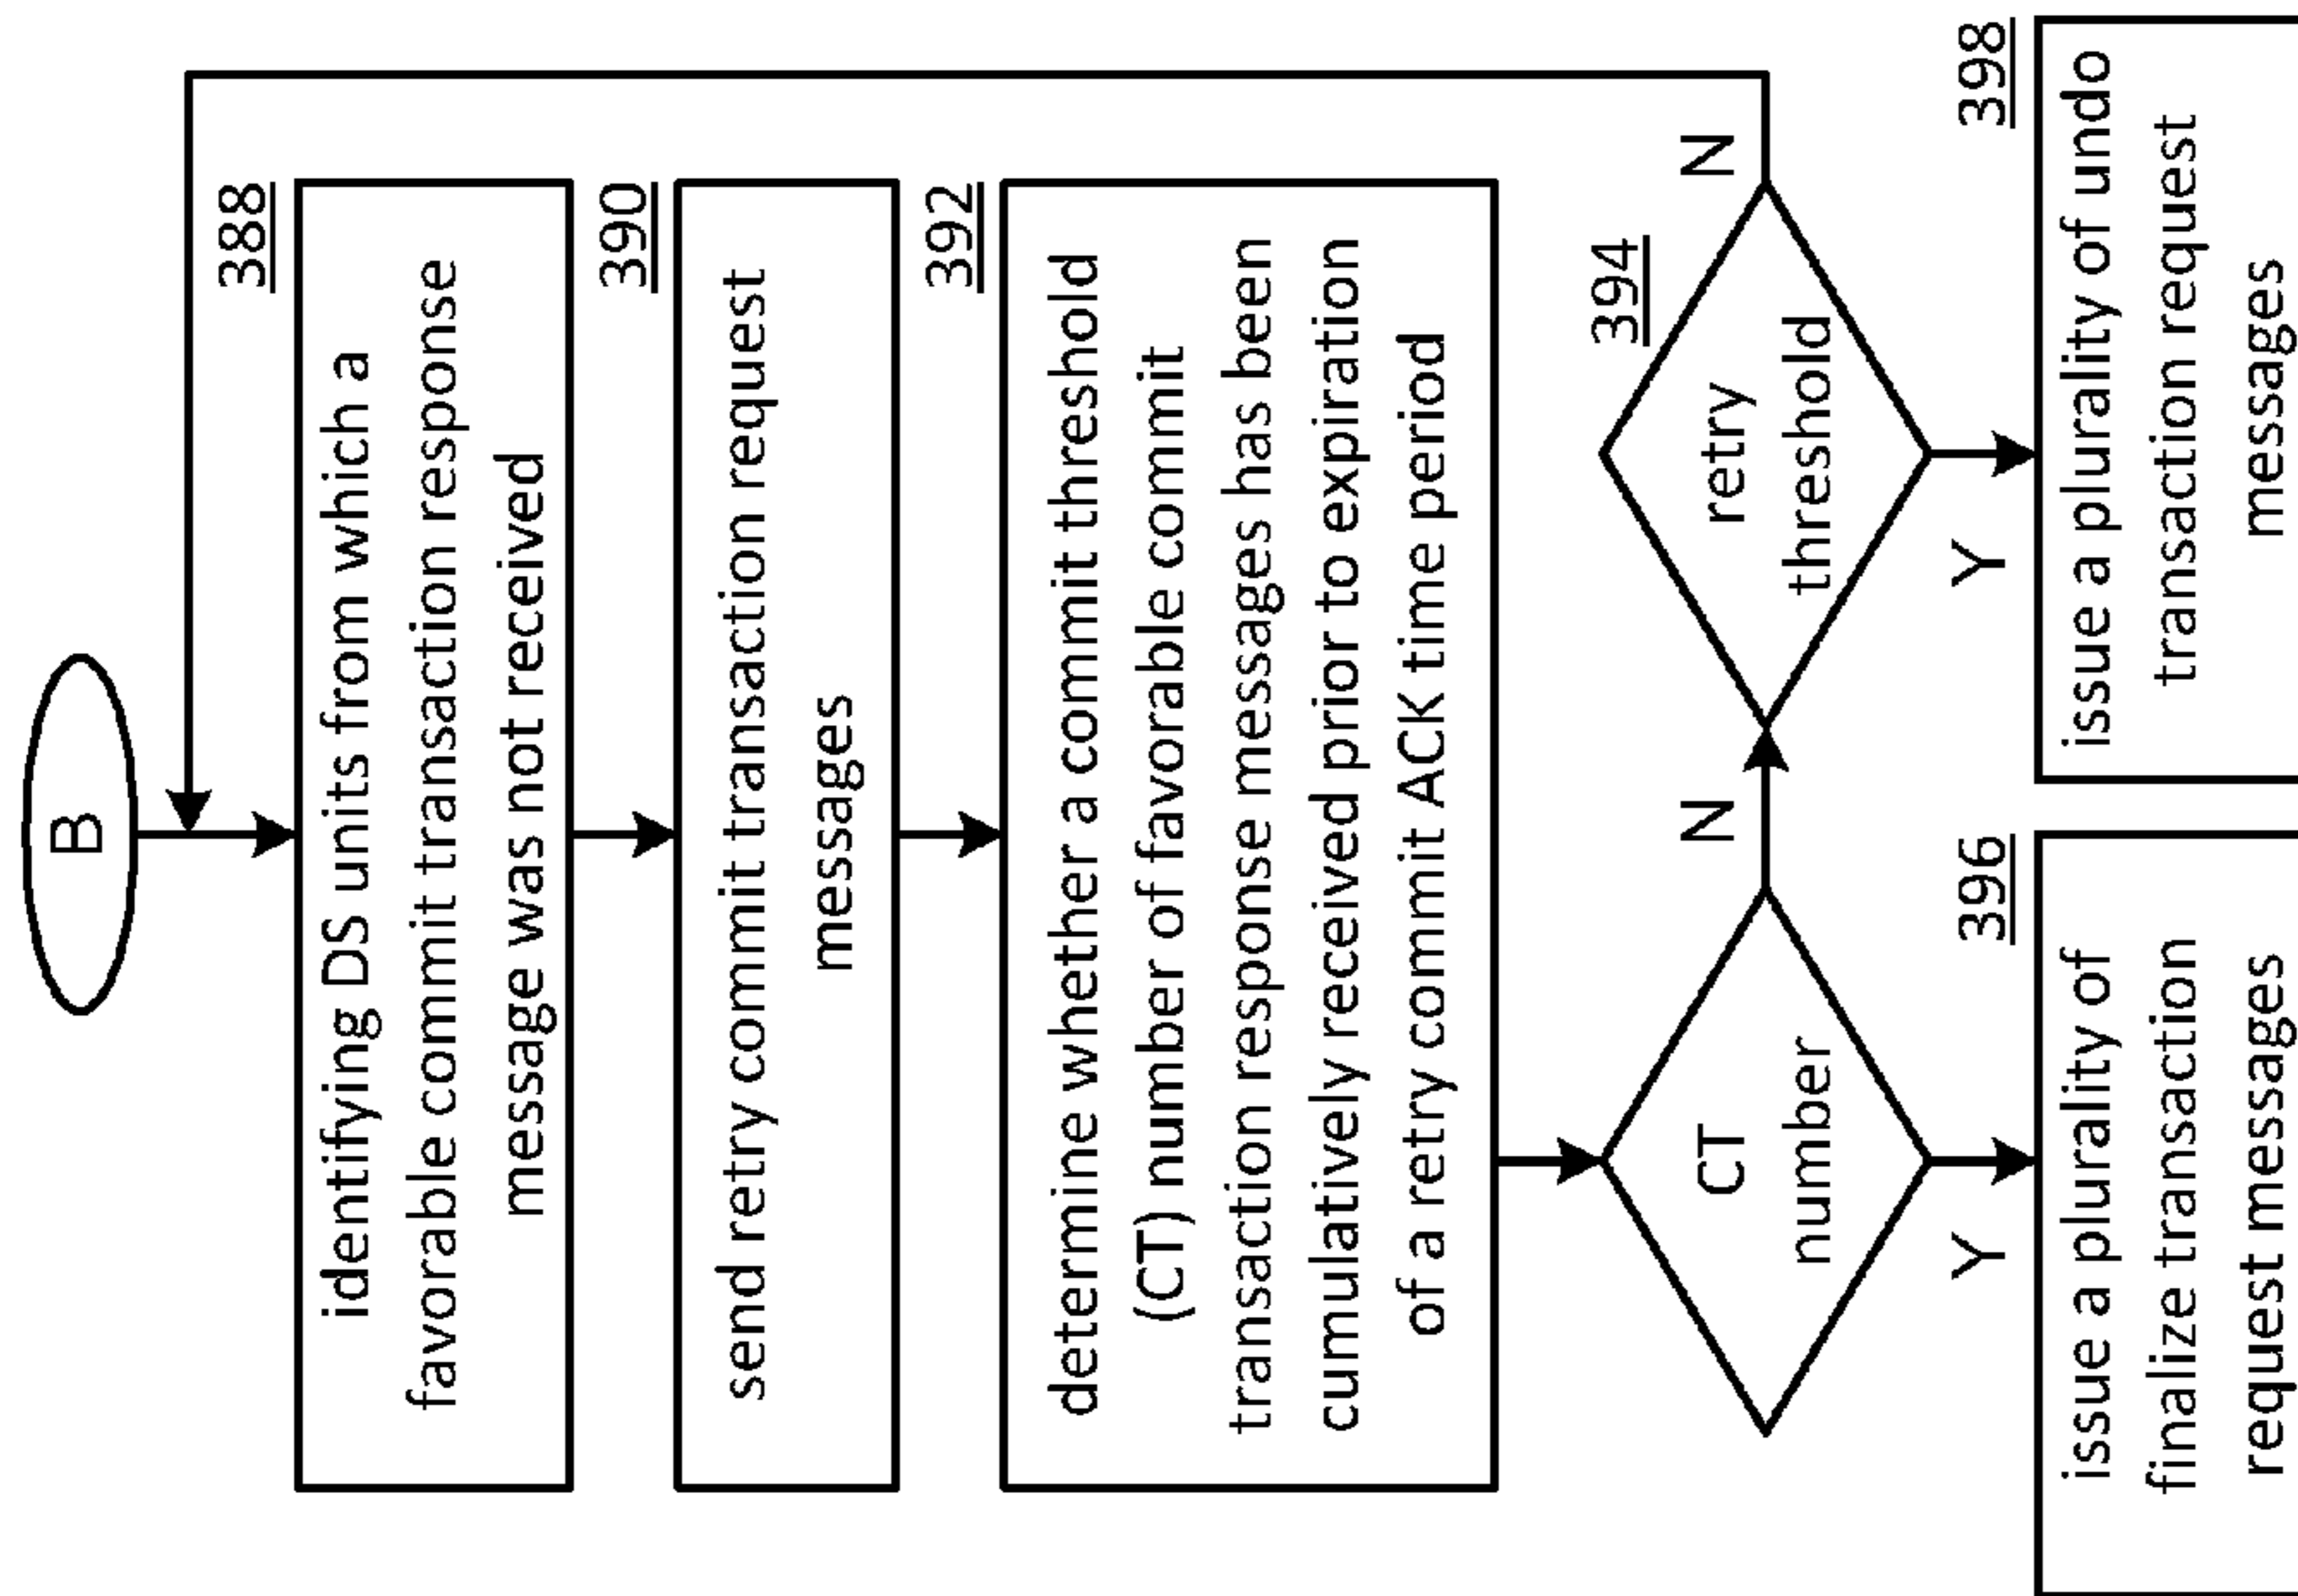 B
388
identifying DS units from which a
favorable commit transaction response
message was not received
390
send retry commit transaction request
messages
392
determine whether a commit threshold
(CT) number of favorable commit
transaction response messages has been
cumulatively received prior to expiration
of a retry commit ACK time period
CT
number
N
Y
394
retry
threshold
N
Y
396
issue a plurality of
finalize transaction
request messages
398
issue a plurality of undo
transaction request
messages